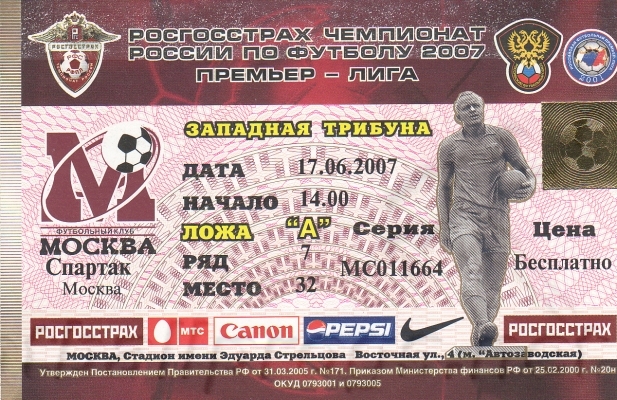 РОСГОССТРАХ ЧЕМПИОНАТ
РОССИИ ПО ФУТБОЛУ 2007
ПРЕМЬЕР – ЛИГА
РОСГОССТРАХ
2001
ЗАПАДНАЯ ТРИБУНА
ДАТА 17.06.2007
НАЧАЛО 14.00
ЛОЖА "А" Серия Цена
РЯД 7 МС011664 Бесплатно
МЕСТО 32
М
ФУТБОЛЬНЫЙ КЛУБ
МОСКВА
Спартак
Москва
РОСГОССТРАХ МТС Canon PEPSI РОСГОССТРАХ
МОСКВА, Стадион имени Эдуарда Стрельцова Восточная ул., 4 (м. "Автозаводская)
Утвержден Постановлением Правительства РФ от 31.03.2005 г. №171. Приказом Министерства финансов РФ от 25.02.2000 г. №20н
ОКУД 0793001 и 0793005